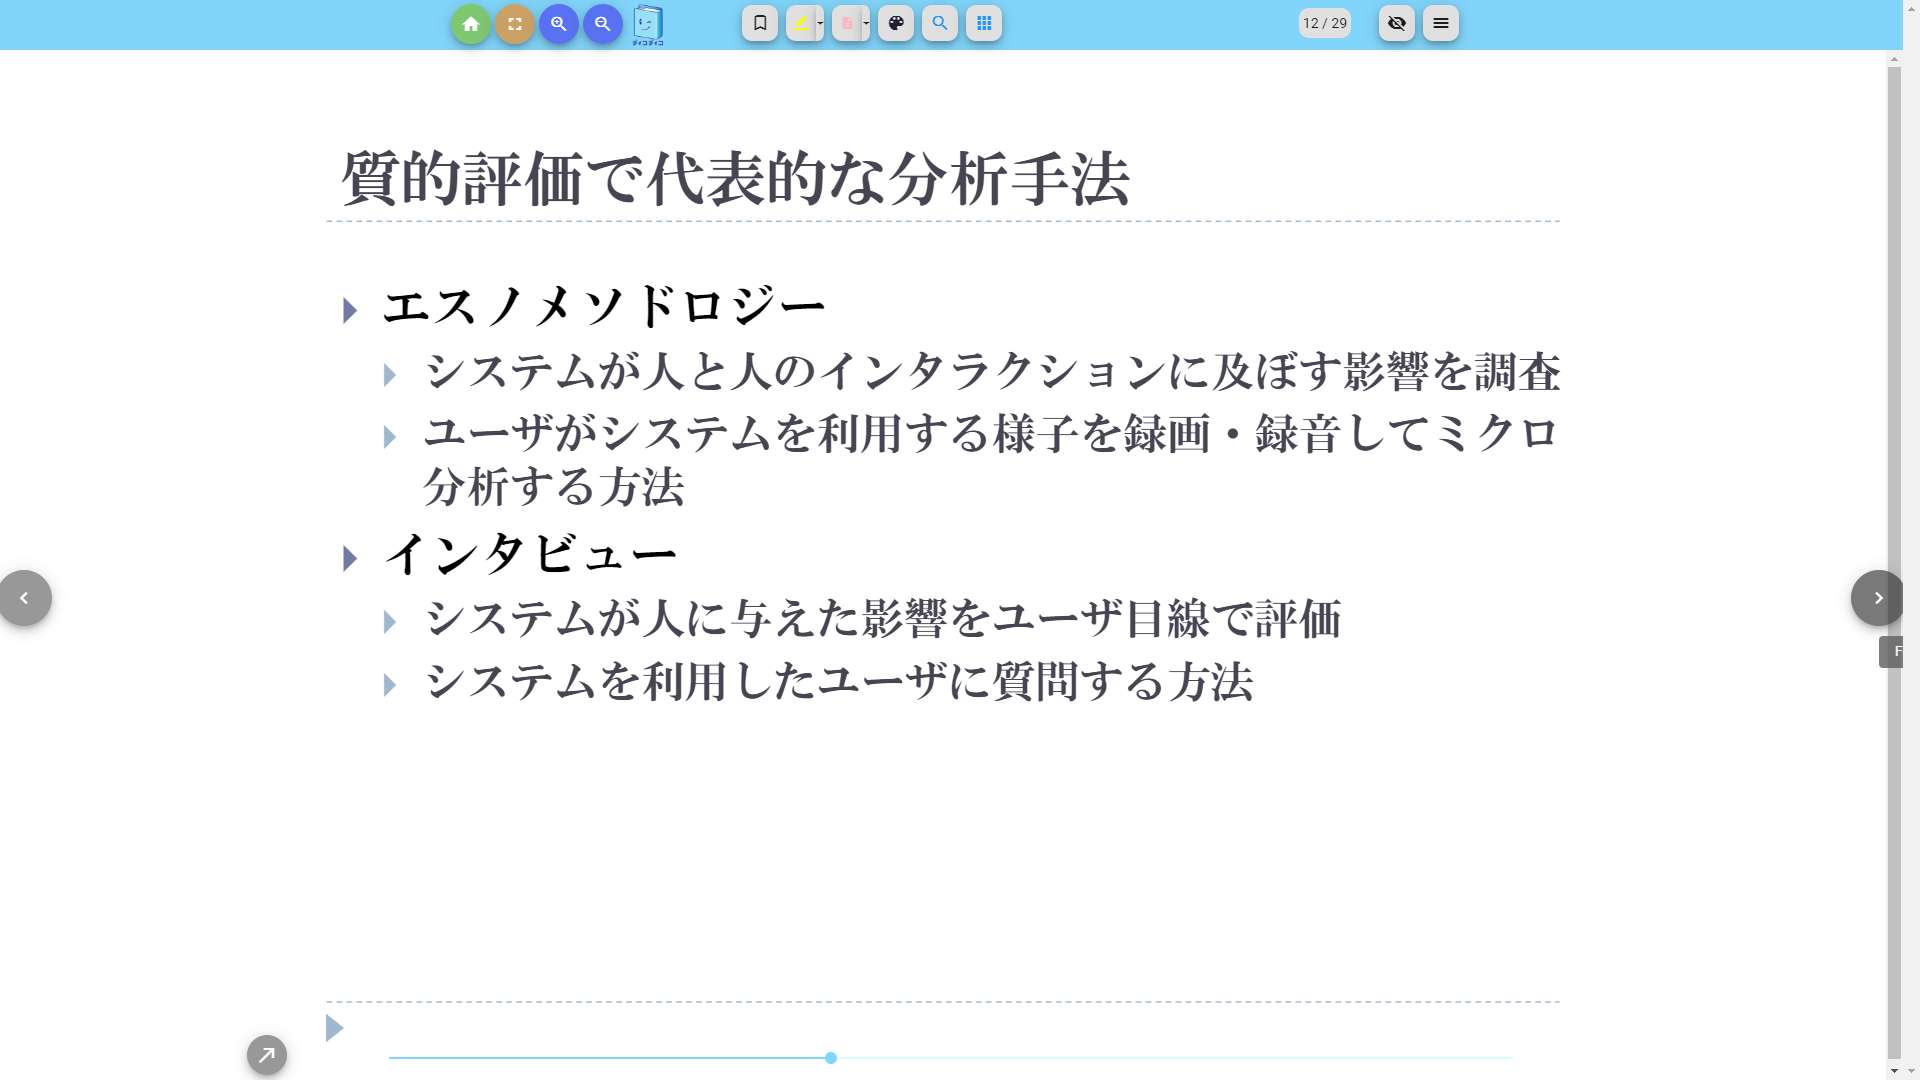 ダィコダィコ
12 / 29
質的評価で代表的な分析手法
エスノメソドロジー
システムが人と人のインタラクションに及ぼす影響を調査
ユーザがシステムを利用する様子を録画・録音してミクロ
分析する方法
インタビュー
システムが人に与えた影響をユーザ目線で評価
システムを利用したユーザに質問する方法
F